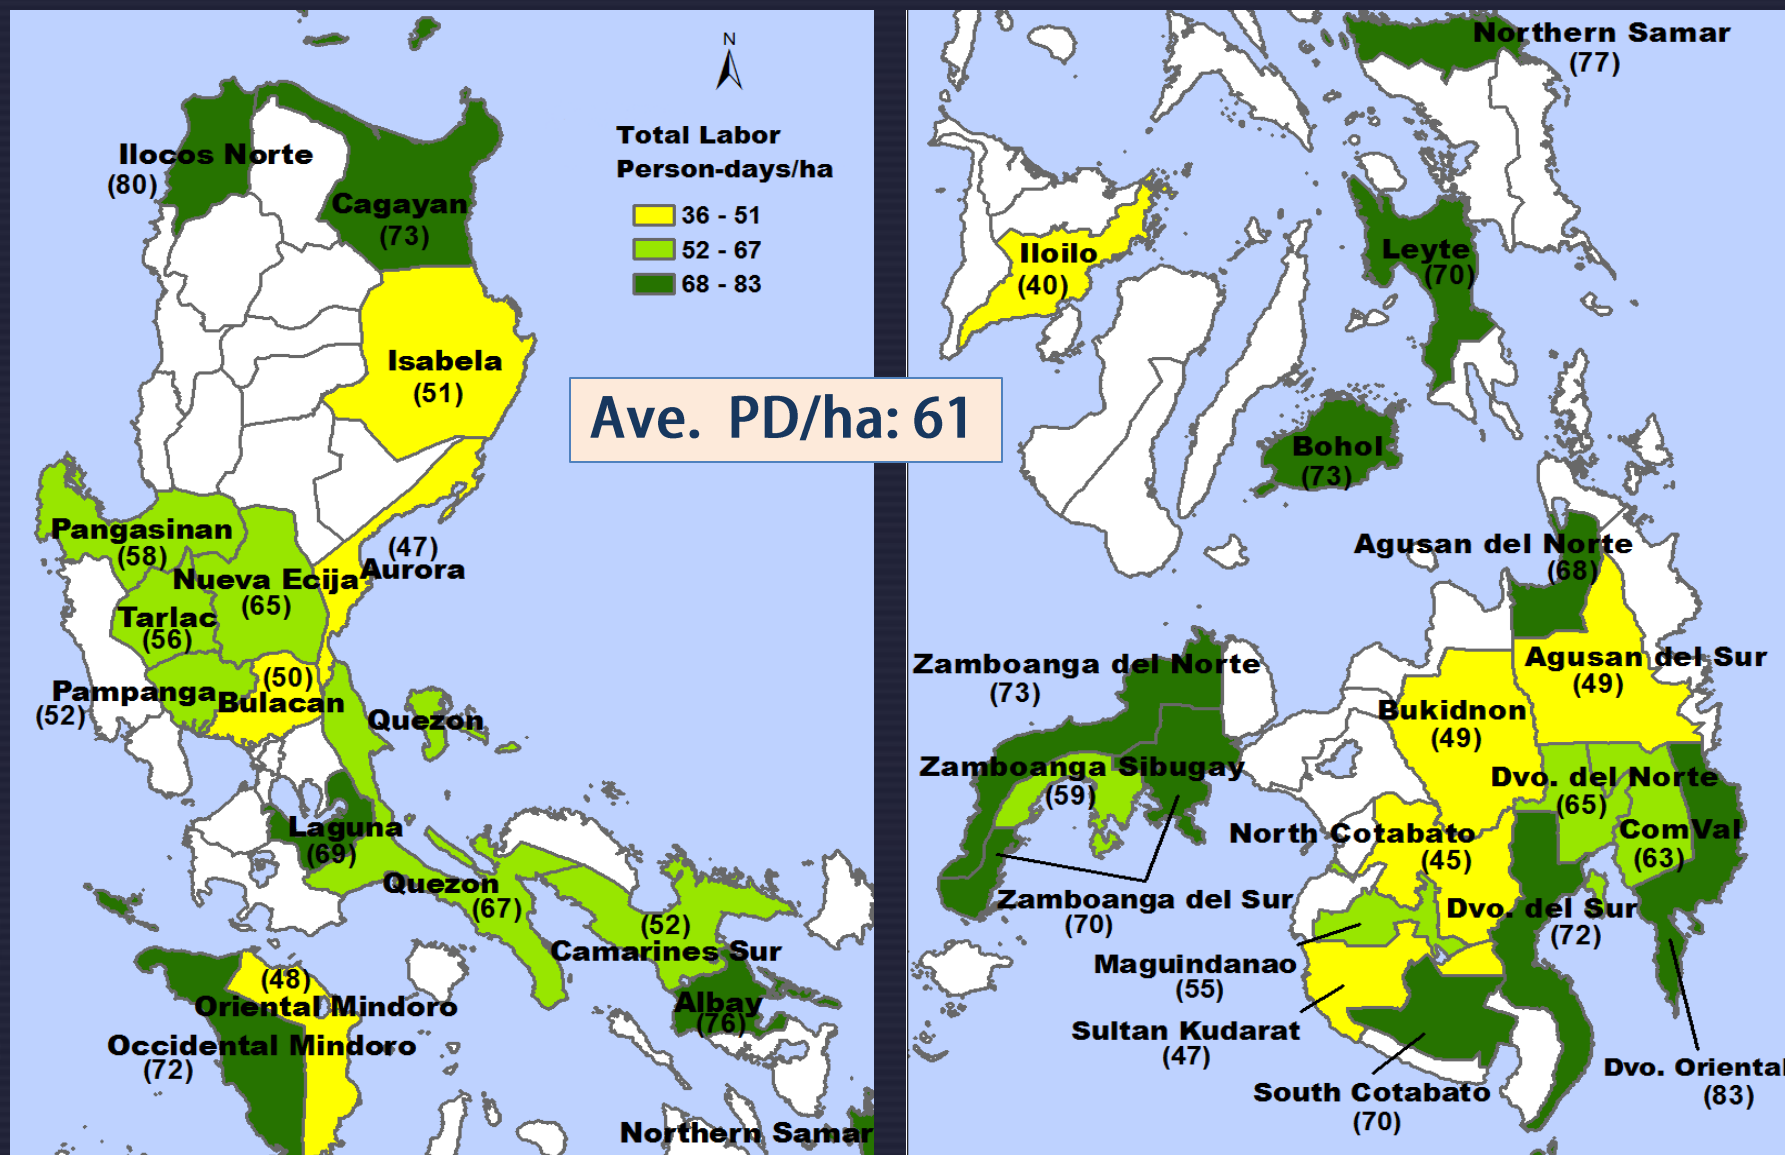 N
Total Labor
Person-days/ha
36 - 51
52 - 67
68 - 83
Ilocos Norte
(80)
Cagayan
(73)
Isabela
(51)
Ave. PD/ha: 61
Pangasinan
(58)
(47)
Aurora
Nueva Ecija
(65)
Tarlac
(56)
Pampanga
(52)
(50)
Bulacan
Quezon
Laguna
(69)
Quezon
(67)
(52)
Camarines Sur
Albay
(76)
(48)
Oriental Mindoro
Occidental Mindoro
(72)
Northern Samar
Northern Samar
(77)
Iloilo
(40)
Leyte
(70)
Bohol
(73)
Agusan del Norte
(68)
Agusan del Sur
(49)
Zamboanga del Norte
(73)
Bukidnon
(49)
Zamboanga Sibugay
(59)
Dvo. del Norte
(65)
North Cotabato
(45)
ComVal
(63)
Zamboanga del Sur
(70)
Dvo. del Sur
(72)
Maguindanao
(55)
Sultan Kudarat
(47)
South Cotabato
(70)
Dvo. Oriental
(83)